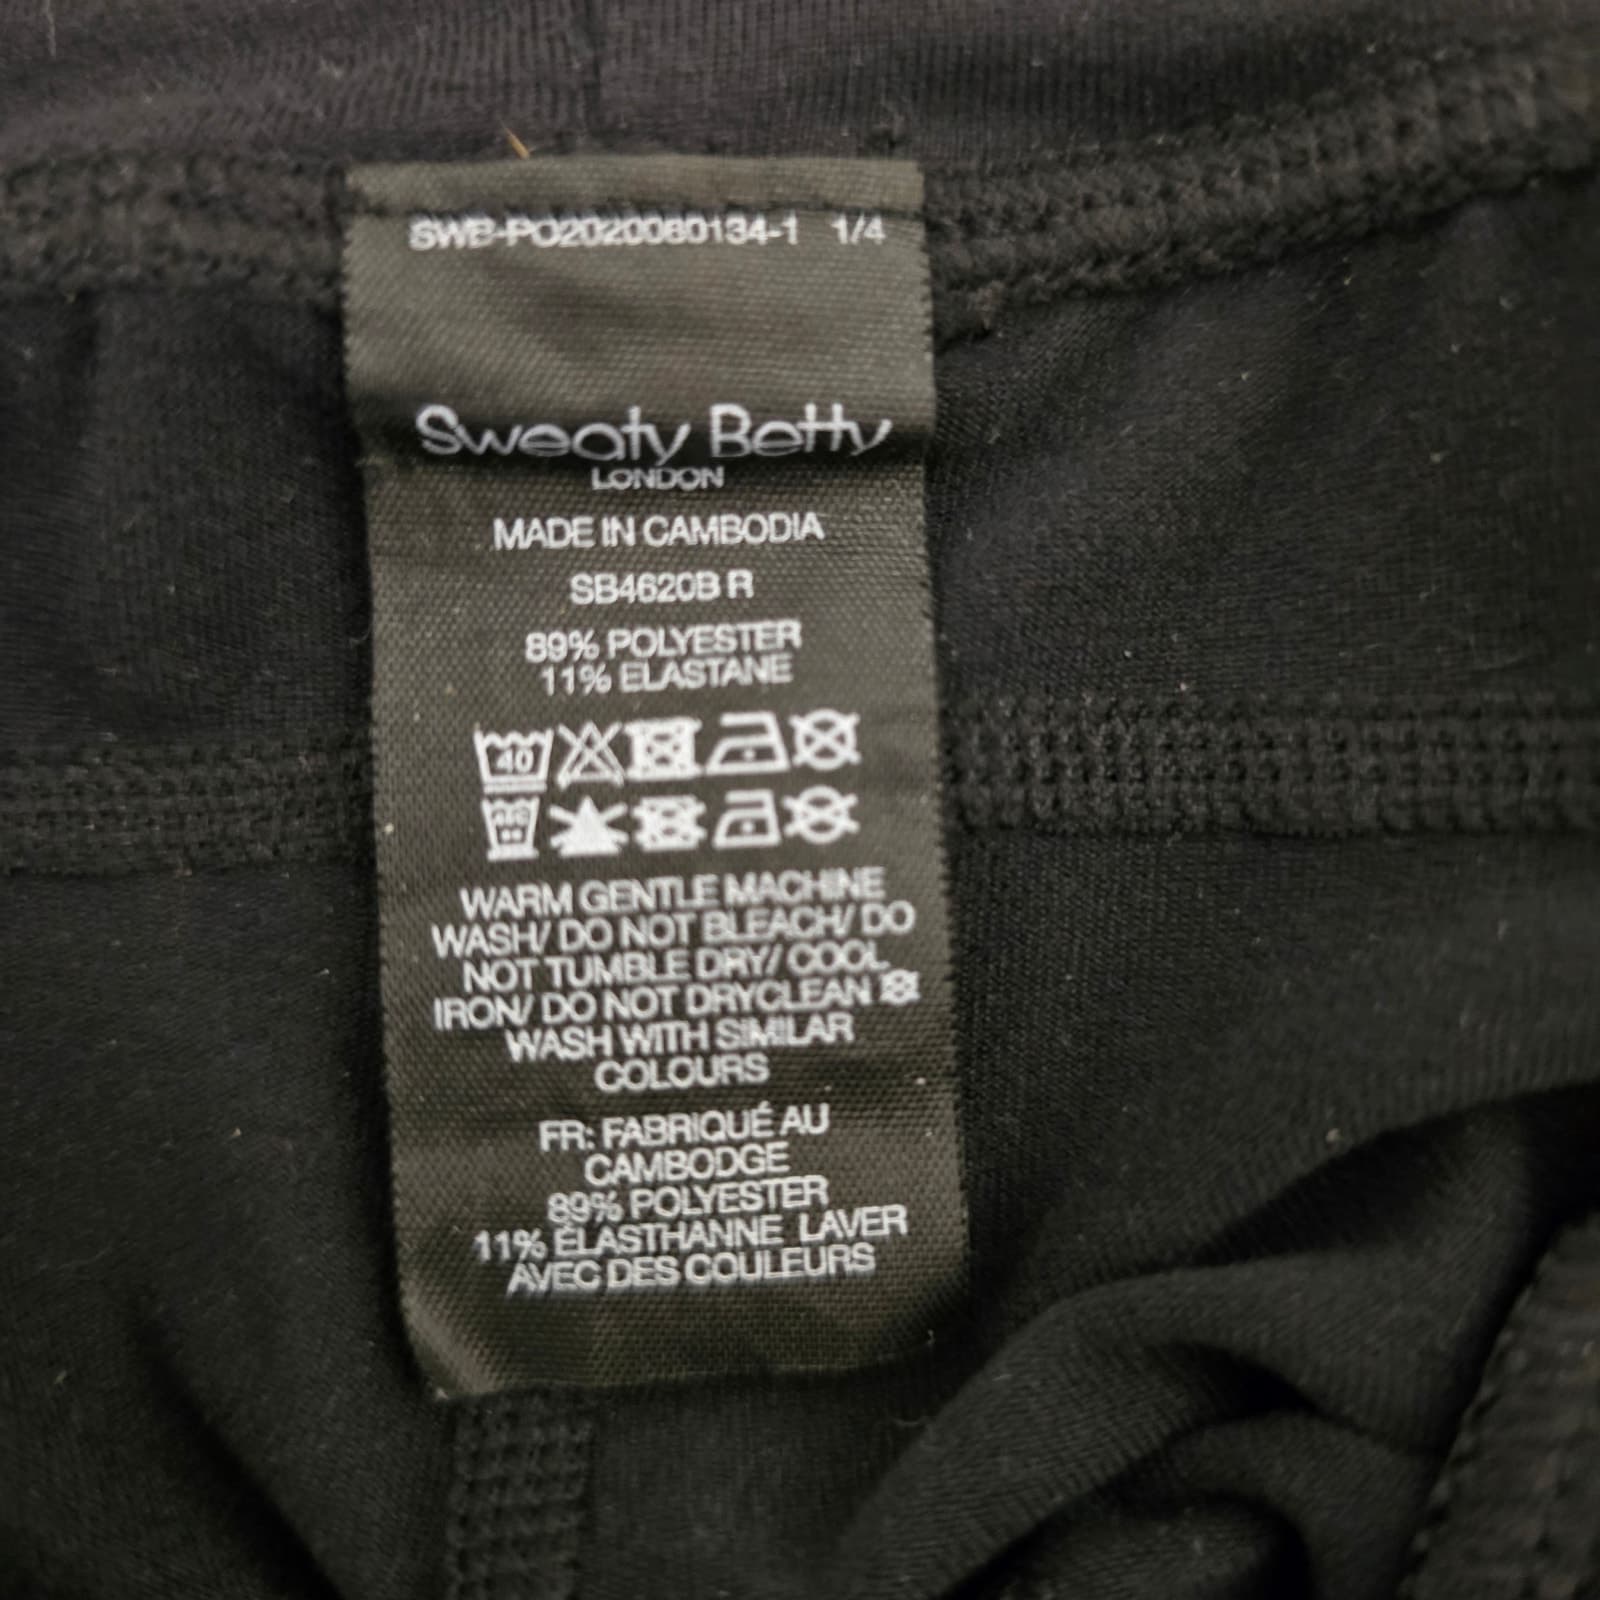 SWB-PO2020080134-1 1/4
Sweaty Betty
LONDON
MADE IN CAMBODIA
SB4620B R
89% POLYESTER
11% ELASTANE
40
WARM GENTLE MACHINE
WASH/ DO NOT BLEACH/ DO
NOT TUMBLE DRY/ COOL
IRON/ DO NOT DRYCLEAN
WASH WITH SIMILAR
COLOURS
FR: FABRIQUÉ AU
CAMBODGE
89% POLYESTER
11% ÉLASTHANNE LAVER
AVEC DES COULEURS